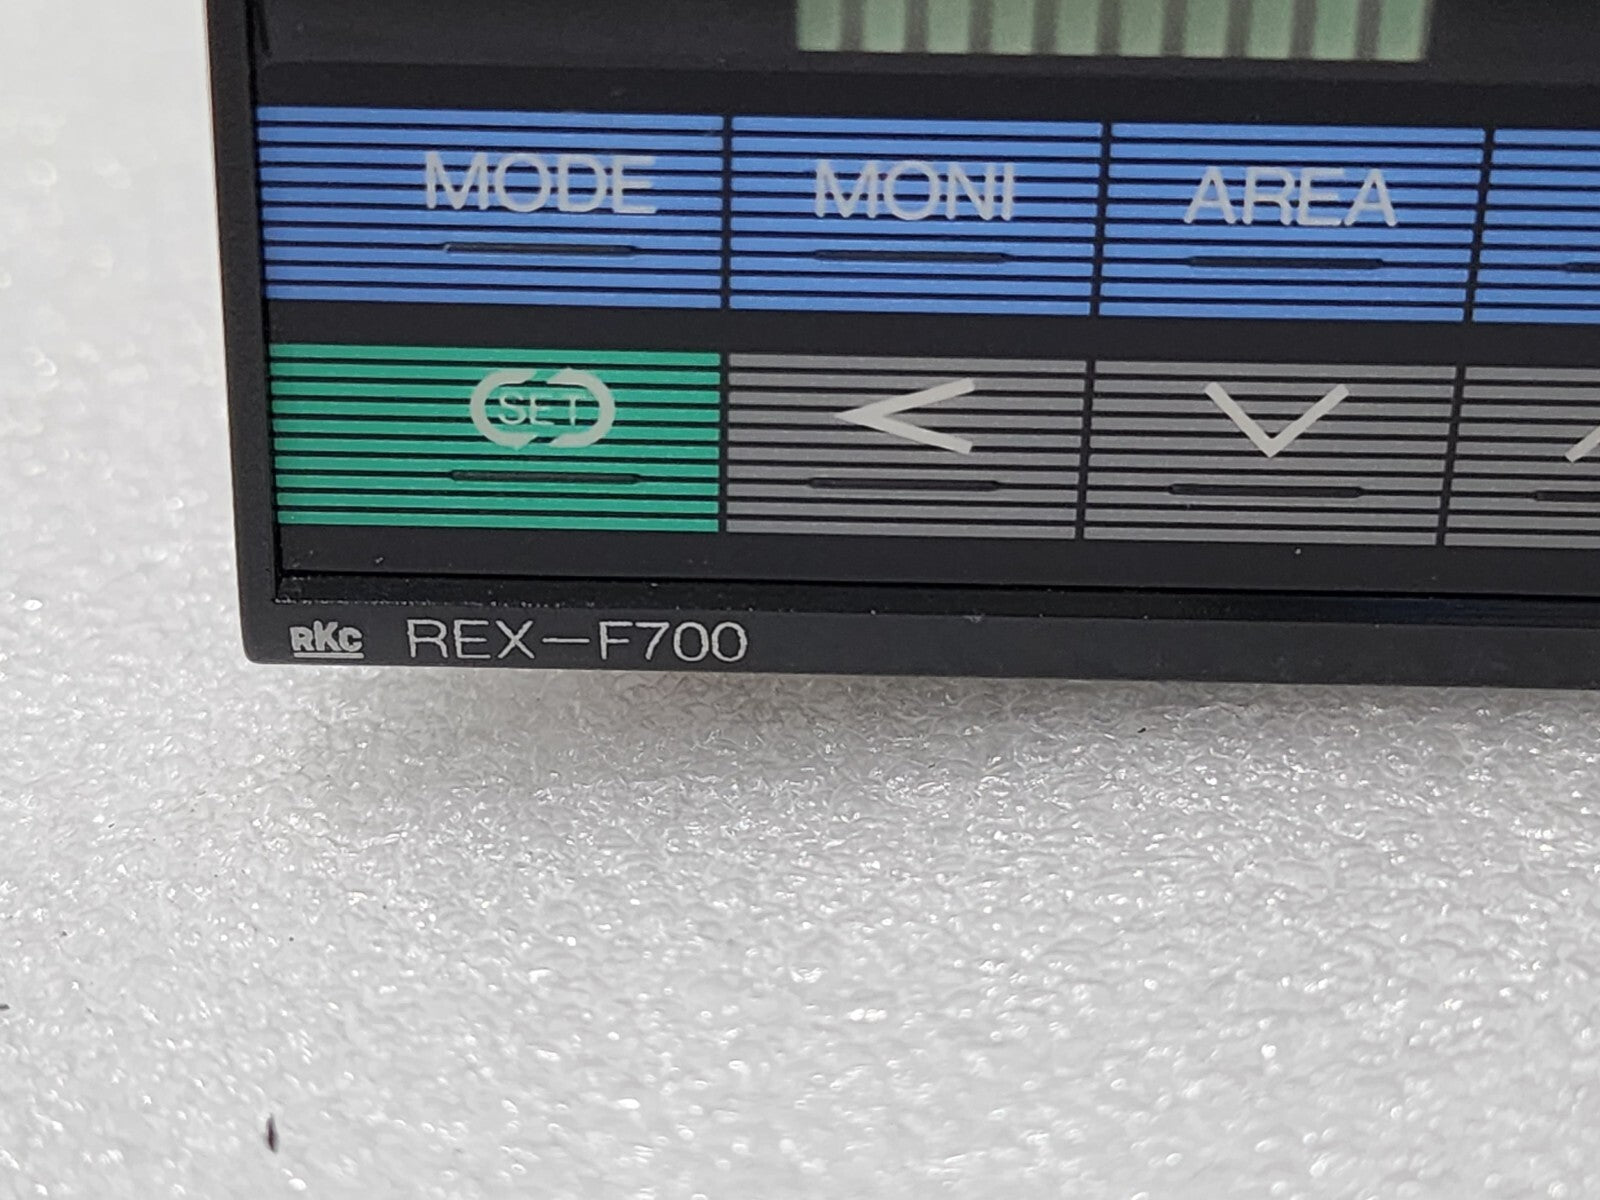 MODE MONI AREA
SET
RKC REX-F700